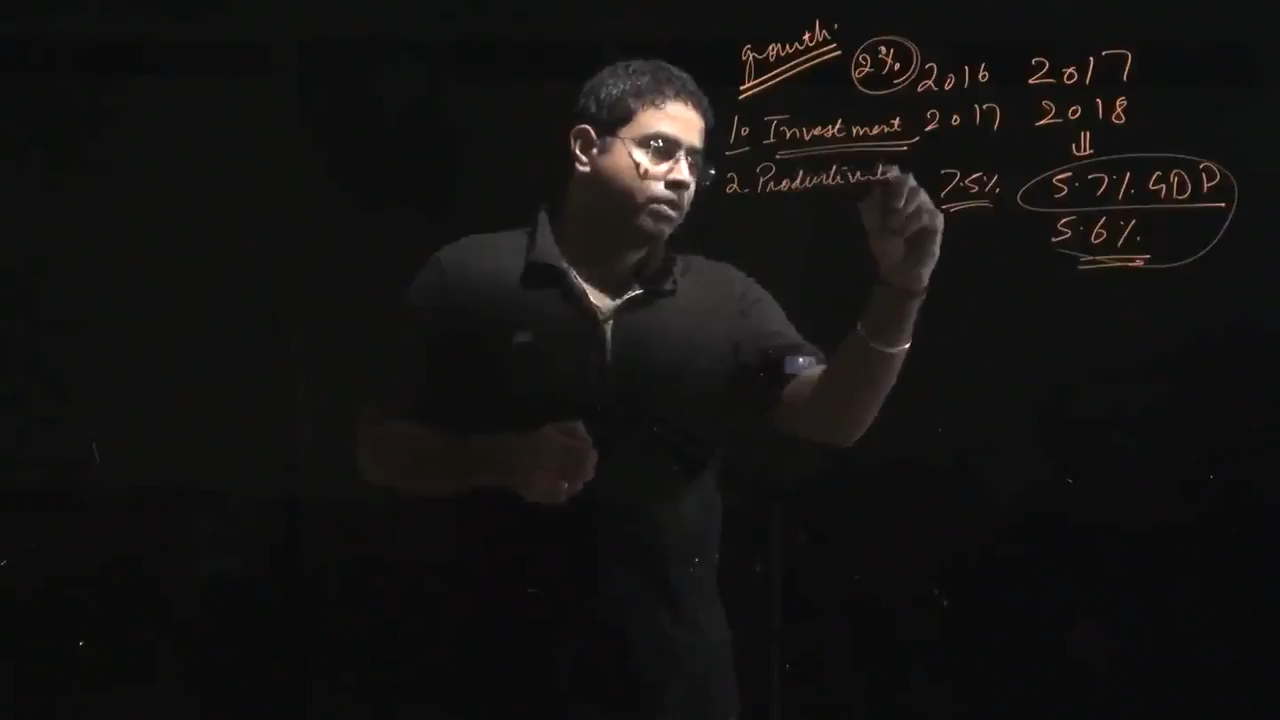 growth.
2% 2016 2017
1. Investment 2017 2018
7.5% 5.7% GDP
5.6%